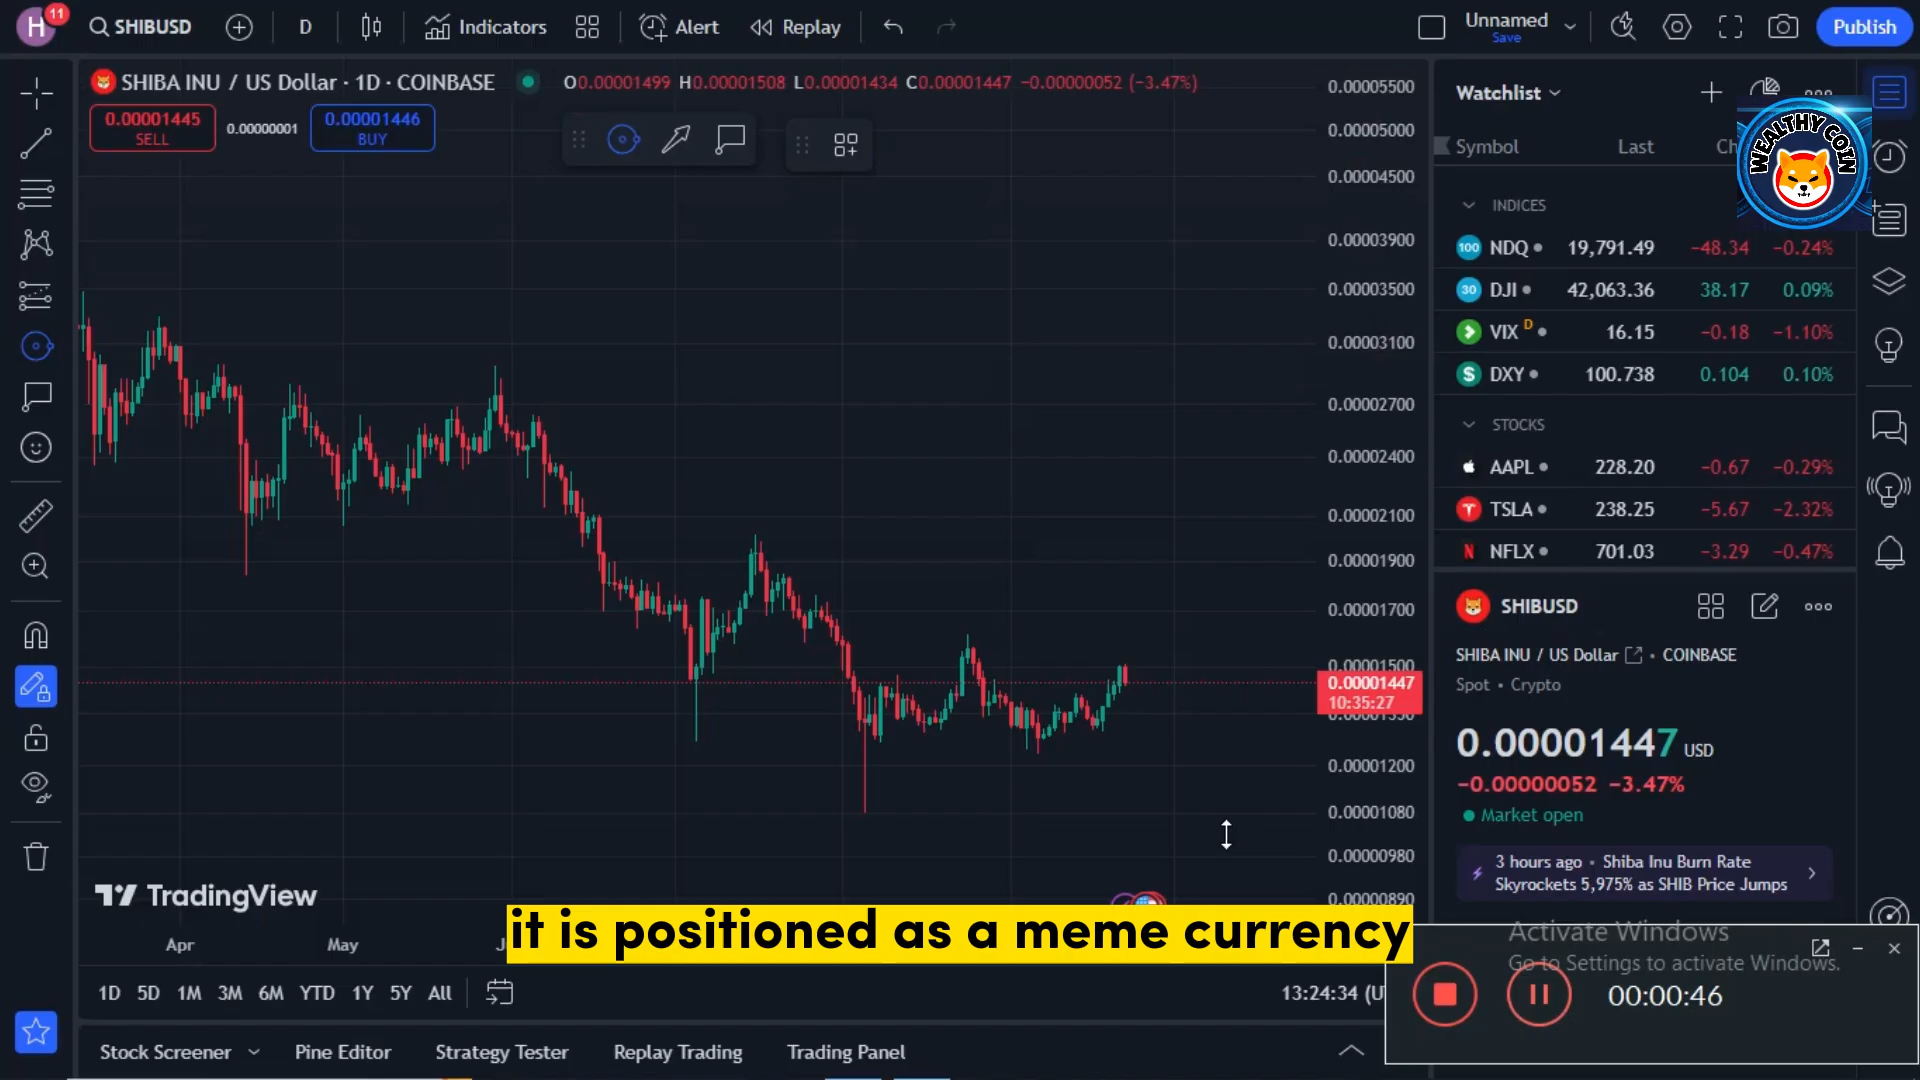 H
11
SHIBUSD
D
Indicators
Alert
Replay
Unnamed
Save
Publish
SHIBA INU / US Dollar · 1D · COINBASE
O0.00001499 H0.00001508 L0.00001434 C0.00001447 −0.00000052 (−3.47%)
0.00001445
SELL
0.00000001
0.00001446
BUY
0.00005500
0.00005000
0.00004500
0.00003900
0.00003500
0.00003100
0.00002700
0.00002400
0.00002100
0.00001900
0.00001700
0.00001500
0.00001447
10:35:27
0.00001200
0.00001080
0.00000980
0.00000890
Watchlist
WEALTHY COIN
Symbol
Last
Ch
INDICES
100 NDQ 19,791.49 −48.34 −0.24%
30 DJI 42,063.36 38.17 0.09%
VIX D 16.15 −0.18 −1.10%
$ DXY 100.738 0.104 0.10%
STOCKS
AAPL 228.20 −0.67 −0.29%
TSLA 238.25 −5.67 −2.32%
N NFLX 701.03 −3.29 −0.47%
SHIBUSD
SHIBA INU / US Dollar · COINBASE
Spot · Crypto
0.00001447 USD
−0.00000052 −3.47%
Market open
3 hours ago · Shiba Inu Burn Rate
Skyrockets 5,975% as SHIB Price Jumps
TradingView
it is positioned as a meme currency
Apr
May
1D 5D 1M 3M 6M YTD 1Y 5Y All
13:24:34 (U
Activate Windows
Go to Settings to activate Windows.
00:00:46
Stock Screener
Pine Editor
Strategy Tester
Replay Trading
Trading Panel